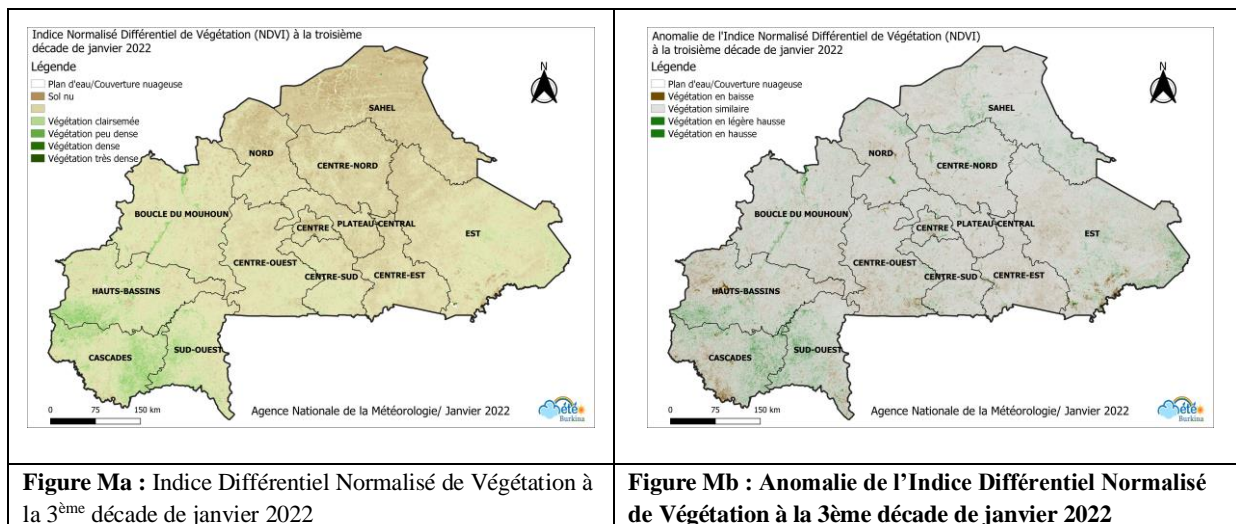 Indice Normalisé Différentiel de Végétation (NDVI) à la troisième
décade de janvier 2022
Légende
Plan d'eau/Couverture nuageuse
Sol nu
Végétation clairsemée
Végétation peu dense
Végétation dense
Végétation très dense
N
SAHEL
NORD
CENTRE-NORD
BOUCLE DU MOUHOUN
CENTRE
PLATEAU-CENTRAL
EST
CENTRE-OUEST
CENTRE-SUD
CENTRE-EST
HAUTS-BASSINS
CASCADES
SUD-OUEST
0 75 150 km
Agence Nationale de la Météorologie/ Janvier 2022
Météo
Burkina
Figure Ma : Indice Différentiel Normalisé de Végétation à
la 3ème décade de janvier 2022
Anomalie de l'Indice Normalisé Différentiel de Végétation (NDVI)
à la troisième décade de janvier 2022
Légende
Plan d'eau/Couverture nuageuse
Végétation en baisse
Végétation similaire
Végétation en légère hausse
Végétation en hausse
N
SAHEL
NORD
CENTRE-NORD
BOUCLE DU MOUHOUN
CENTRE
PLATEAU-CENTRAL
EST
CENTRE-OUEST
CENTRE-SUD
CENTRE-EST
HAUTS-BASSINS
CASCADES
SUD-OUEST
0 75 150 km
Agence Nationale de la Météorologie/ Janvier 2022
Météo
Burkina
Figure Mb : Anomalie de l'Indice Différentiel Normalisé
de Végétation à la 3ème décade de janvier 2022